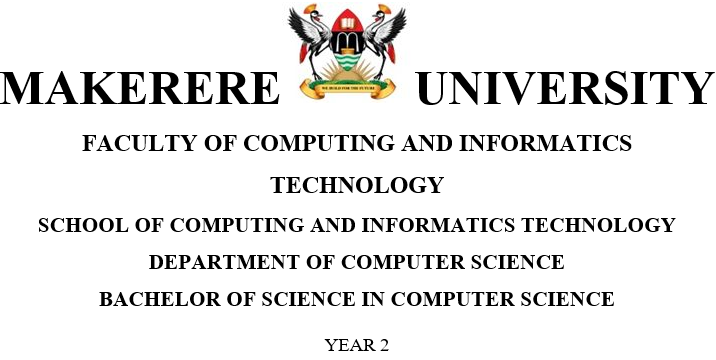 MAKERERE UNIVERSITY
WE BUILD FOR THE FUTURE
FACULTY OF COMPUTING AND INFORMATICS
TECHNOLOGY
SCHOOL OF COMPUTING AND INFORMATICS TECHNOLOGY
DEPARTMENT OF COMPUTER SCIENCE
BACHELOR OF SCIENCE IN COMPUTER SCIENCE
YEAR 2